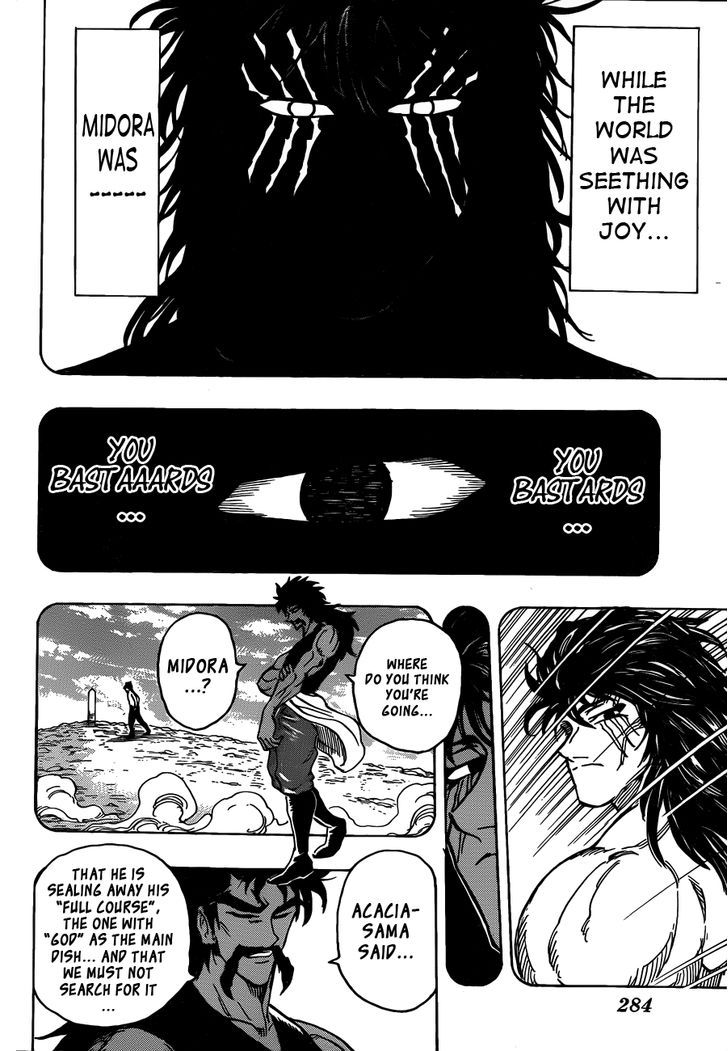 WHILE
THE
WORLD
WAS
SEETHING
WITH
JOY...
MIDORA
WAS
-----
YOU
BASTARDS
...
YOU
BASTAAARDS
...
WHERE
DO YOU THINK
YOU'RE
GOING...
MIDORA
...?
ACACIA-
SAMA
SAID...
THAT HE IS
SEALING AWAY HIS
"FULL COURSE",
THE ONE WITH
"GOD" AS THE MAIN
DISH... AND THAT
WE MUST NOT
SEARCH FOR IT
...
284